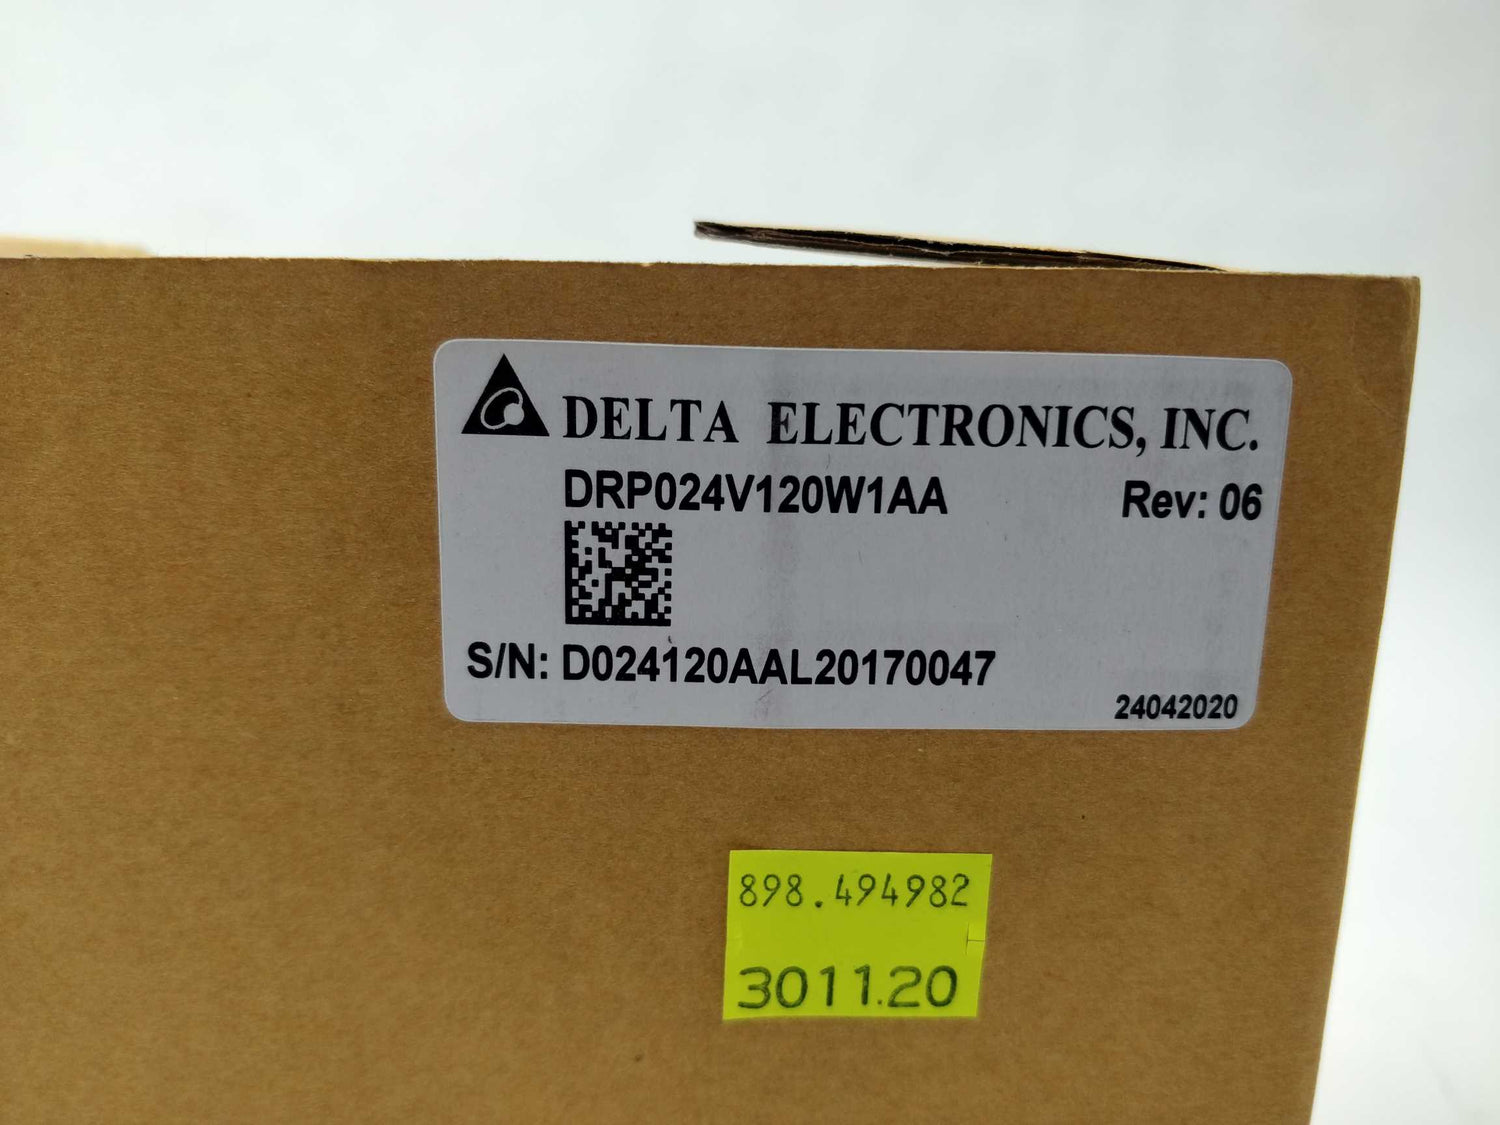 DELTA ELECTRONICS, INC.
DRP024V120W1AA Rev: 06
S/N: D024120AAL20170047
24042020
898.494982
3011.20